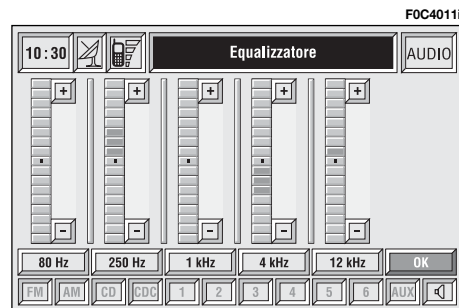 F0C4011i
10:30 Equalizzatore AUDIO
+ + + + +
- - - - -
80 Hz 250 Hz 1 kHz 4 kHz 12 kHz OK
FM AM CD CDC 1 2 3 4 5 6 AUX